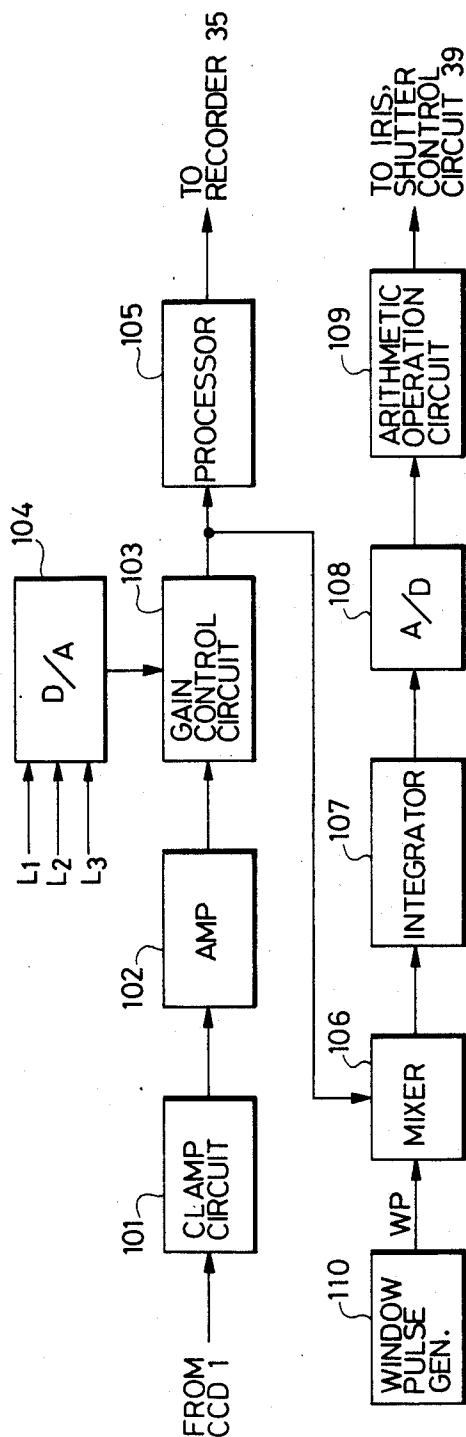 FROM
CCD 1
101
CLAMP
CIRCUIT
102
AMP
L1
L2
L3
104
D/A
103
GAIN
CONTROL
CIRCUIT
105
PROCESSOR
TO
RECORDER 35
110
WINDOW
PULSE
GEN.
WP
106
MIXER
107
INTEGRATOR
108
A/D
109
ARITHMETIC
OPERATION
CIRCUIT
TO IRIS,
SHUTTER
CONTROL
CIRCUIT 39